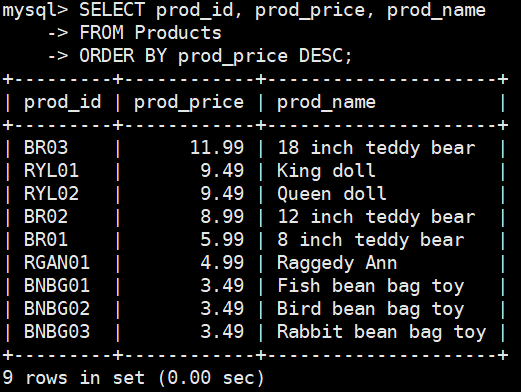 mysql> SELECT prod_id, prod_price, prod_name
    -> FROM Products
    -> ORDER BY prod_price DESC;
+---------+------------+---------------------+
| prod_id | prod_price | prod_name           |
+---------+------------+---------------------+
| BR03    |      11.99 | 18 inch teddy bear  |
| RYL01   |       9.49 | King doll           |
| RYL02   |       9.49 | Queen doll          |
| BR02    |       8.99 | 12 inch teddy bear  |
| BR01    |       5.99 | 8 inch teddy bear   |
| RGAN01  |       4.99 | Raggedy Ann         |
| BNBG01  |       3.49 | Fish bean bag toy   |
| BNBG02  |       3.49 | Bird bean bag toy   |
| BNBG03  |       3.49 | Rabbit bean bag toy |
+---------+------------+---------------------+
9 rows in set (0.00 sec)